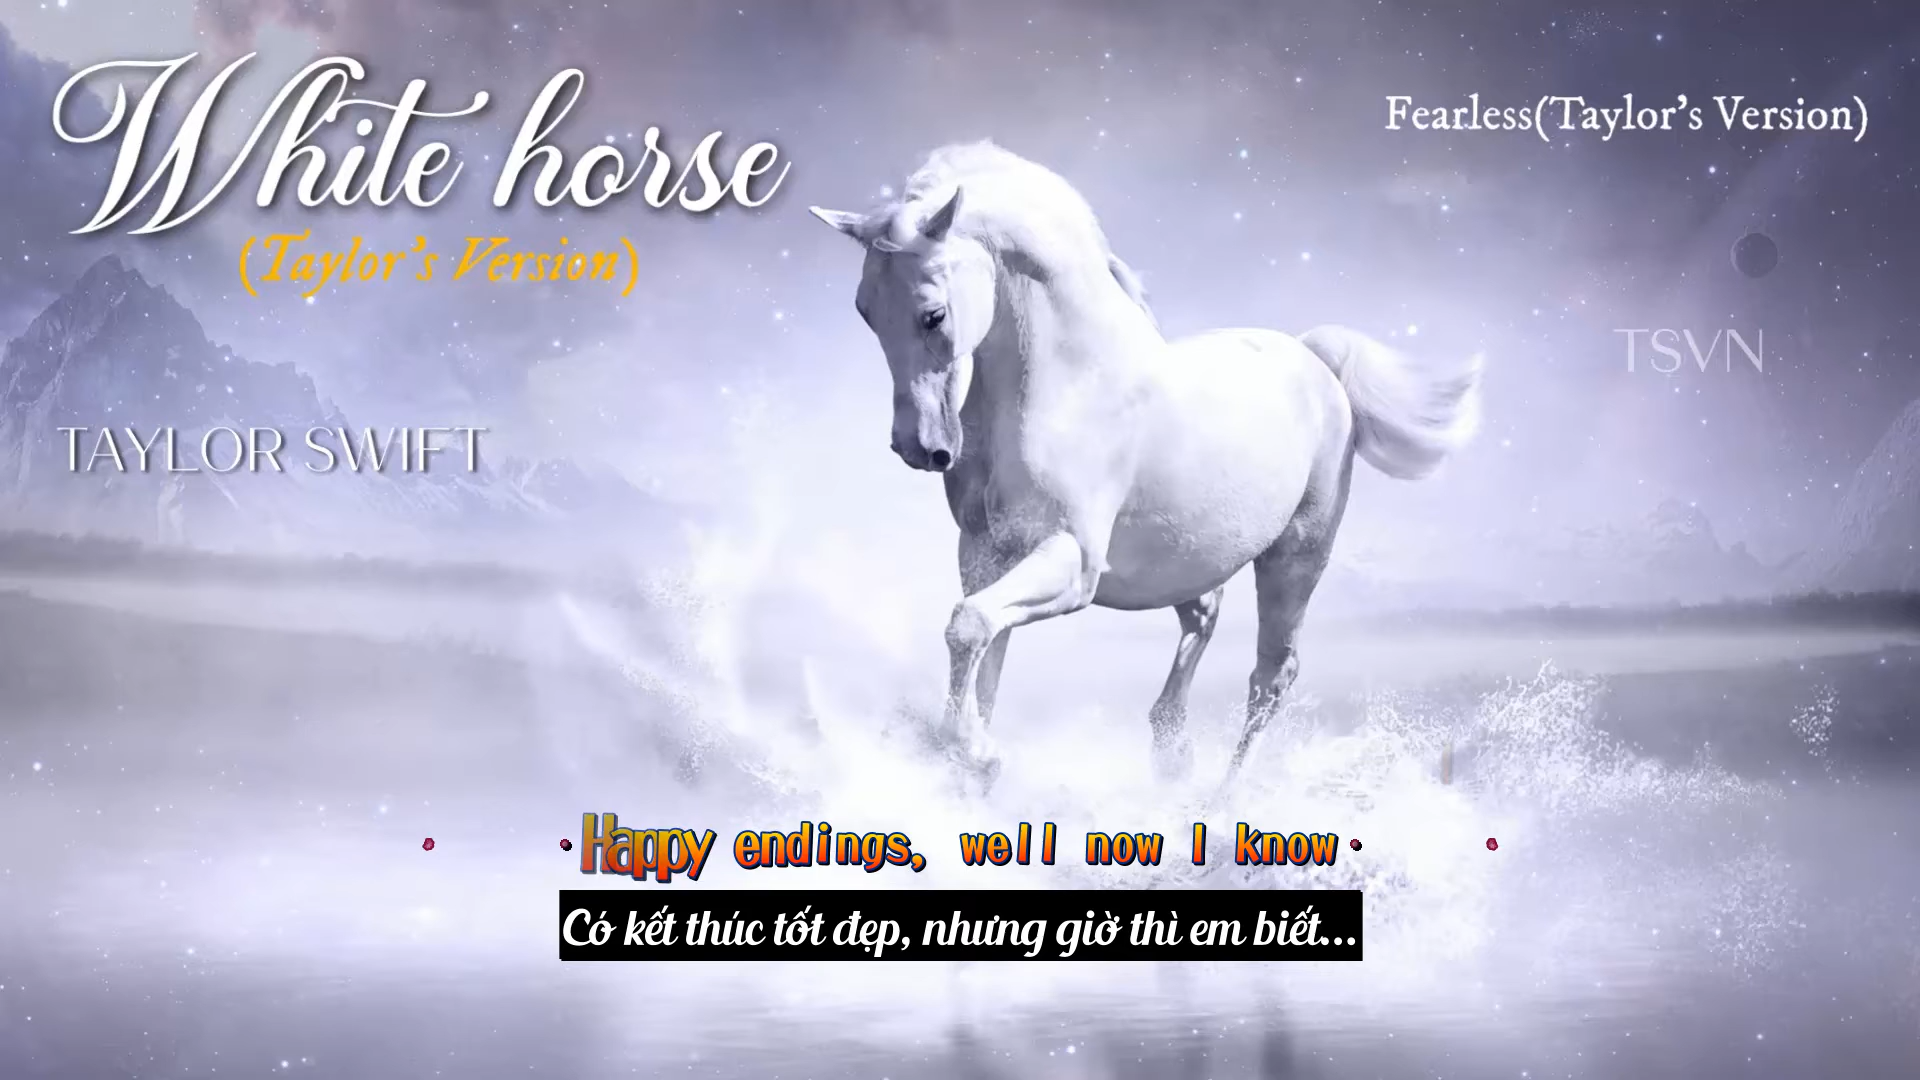 White horse
(Taylor's Version)
Fearless(Taylor's Version)
TSVN
TAYLOR SWIFT
Happy endings, well now I know
Có kết thúc tốt đẹp, nhưng giờ thì em biết...